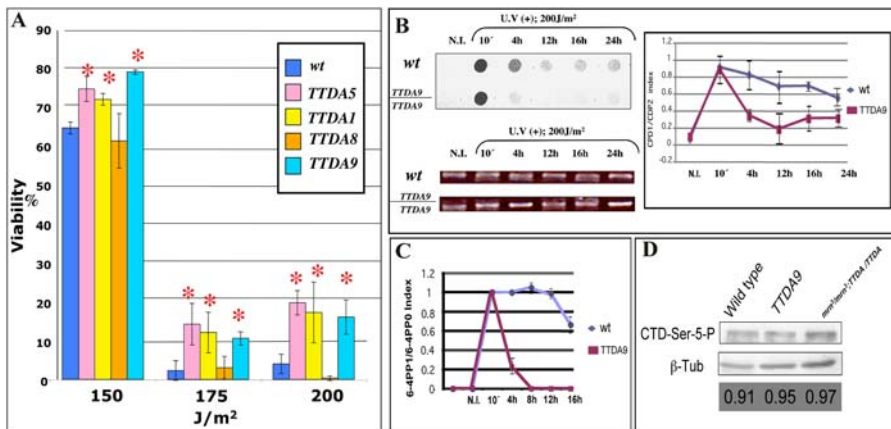 A
90
80
70
60
50
40
30
20
10
0
Viability
%
* * *
* * *
* * *
wt
TTDA5
TTDA1
TTDA8
TTDA9
150 175 200
J/m²
B
U.V (+); 200J/m²
N.I. 10´ 4h 12h 16h 24h
wt
TTDA9
TTDA9
U.V (+); 200J/m²
N.I. 10´ 4h 12h 16h 24h
wt
TTDA9
TTDA9
CPD1/CDP2 index
1.2
1
0.8
0.6
0.4
0.2
0
-0.2
N.I. 10´ 4h 12h 16h 24h
wt
TTDA9
C
6-4PP1/6-4PP0 Index
1.2
1
0.8
0.6
0.4
0.2
0
N.I. 10´ 4h 8h 12h 16h
wt
TTDA9
D
Wild type
TTDA9
CTD-Ser-5-P
β-Tub
0.91 0.95 0.97